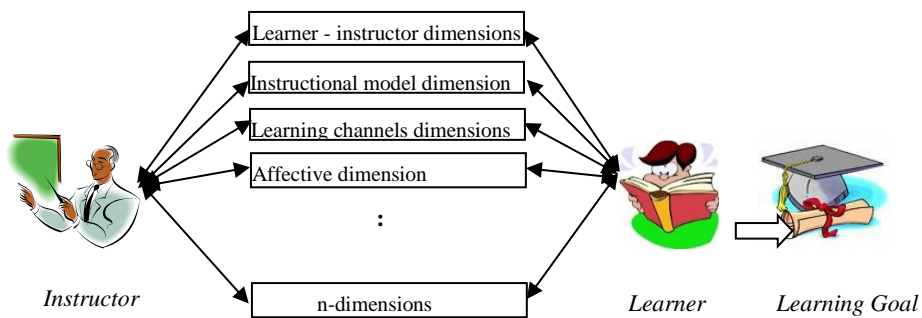 Learner - instructor dimensions
Instructional model dimension
Learning channels dimensions
Affective dimension
:
n-dimensions
Instructor
Learner
Learning Goal